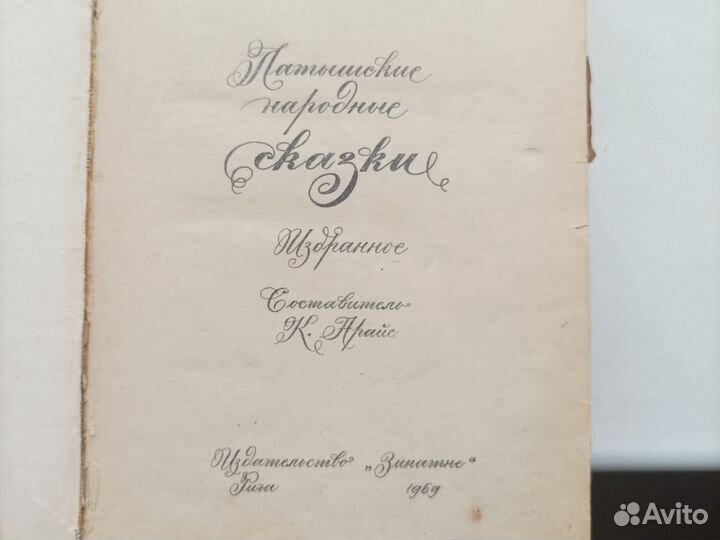 Латышские
народные
сказки
Избранное
Составитель
К. Арайс
Издательство „Зинатне“
Рига 1969
Avito